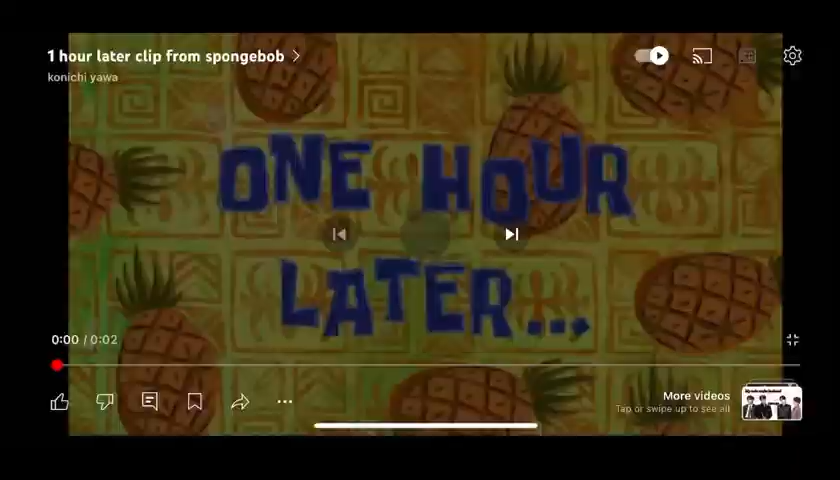 1 hour later clip from spongebob
konichi yawa
ONE HOUR
LATER...
0:00 / 0:02
More videos
Tap or swipe up to see all